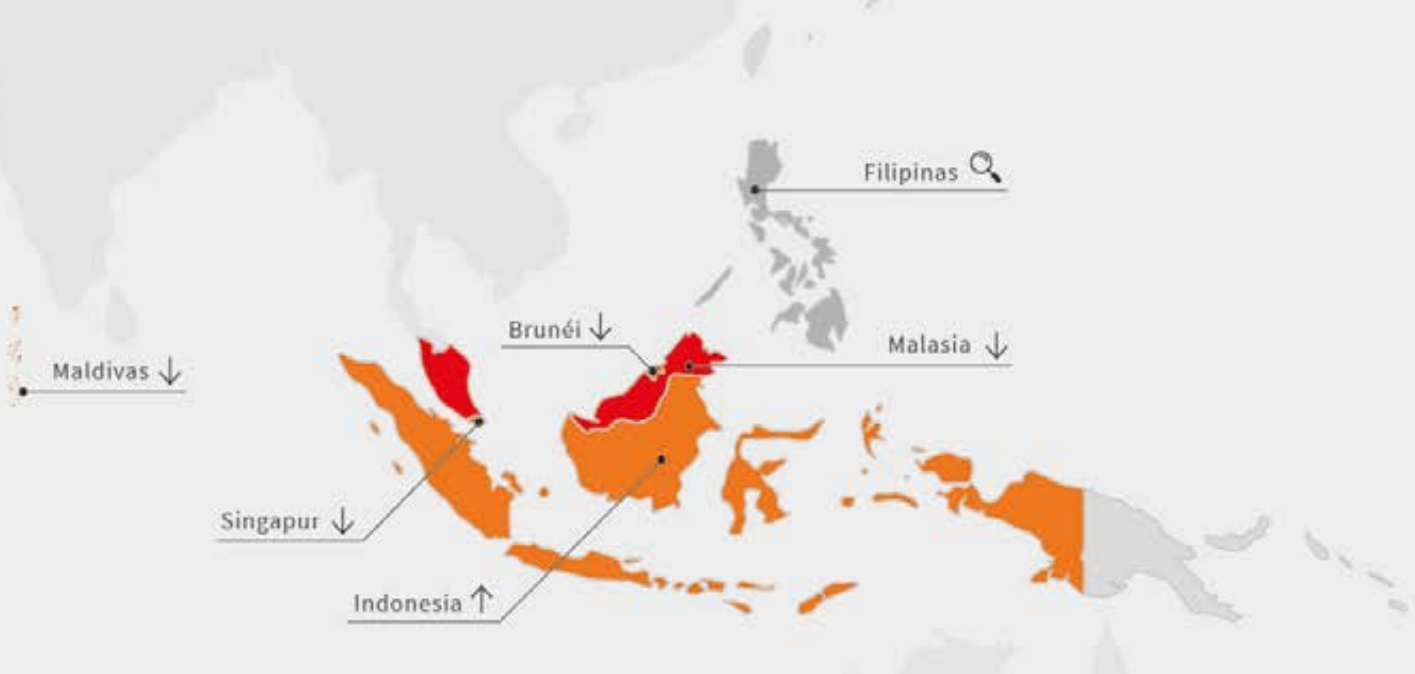 Filipinas
Brunéi ↓
Malasia ↓
Maldivas ↓
Singapur ↓
Indonesia ↑